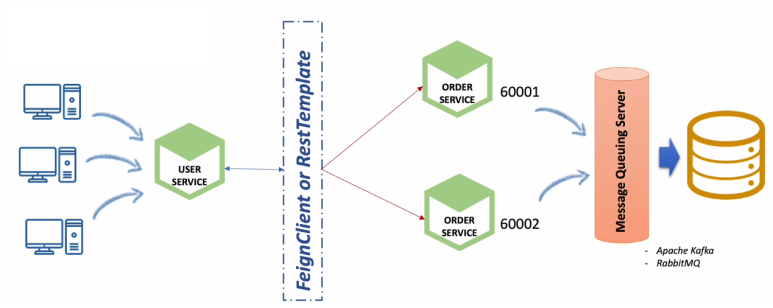 USER
SERVICE
FeignClient or RestTemplate
ORDER
SERVICE
60001
ORDER
SERVICE
60002
Message Queuing Server
- Apache Kafka
- RabbitMQ